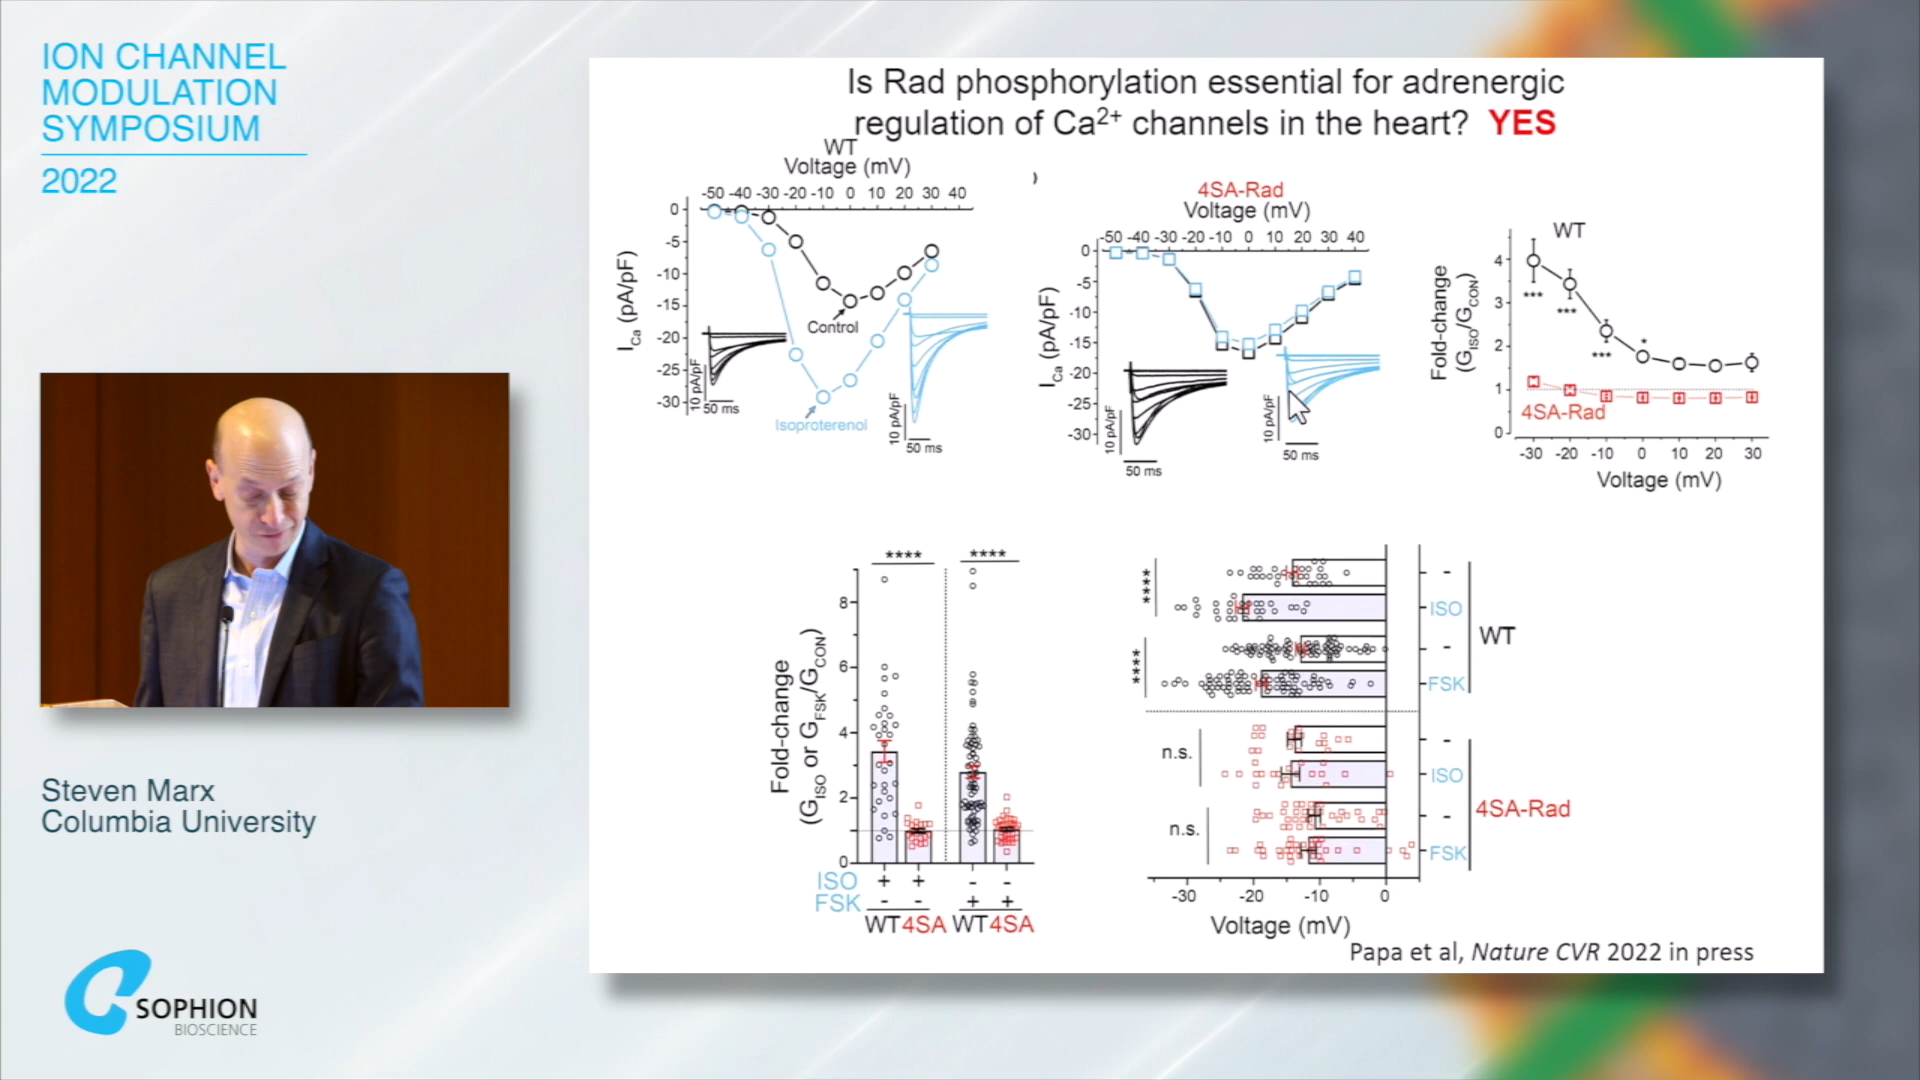 ION CHANNEL
MODULATION
SYMPOSIUM
2022
Steven Marx
Columbia University
SOPHION
BIOSCIENCE
Is Rad phosphorylation essential for adrenergic
regulation of Ca2+ channels in the heart? YES
WT
Voltage (mV)
-50 -40 -30 -20 -10 0 10 20 30 40
0
-5
-10
-15
-20
-25
-30
ICa (pA/pF)
Control
Isoproterenol
10 pA/pF
50 ms
10 pA/pF
50 ms
)
4SA-Rad
Voltage (mV)
-50 -40 -30 -20 -10 0 10 20 30 40
0
-5
-10
-15
-20
-25
-30
ICa (pA/pF)
10 pA/pF
50 ms
10 pA/pF
50 ms
WT
4
3
2
1
0
Fold-change
(GISO/GCON)
***
***
***
*
4SA-Rad
-30 -20 -10 0 10 20 30
Voltage (mV)
**** ****
8
6
4
2
0
Fold-change
(GISO or GFSK/GCON)
ISO + + - -
FSK - - + +
WT 4SA WT 4SA
****
****
n.s.
n.s.
-
ISO
-
FSK
WT
-
ISO
-
FSK
4SA-Rad
-30 -20 -10 0
Voltage (mV)
Papa et al, Nature CVR 2022 in press